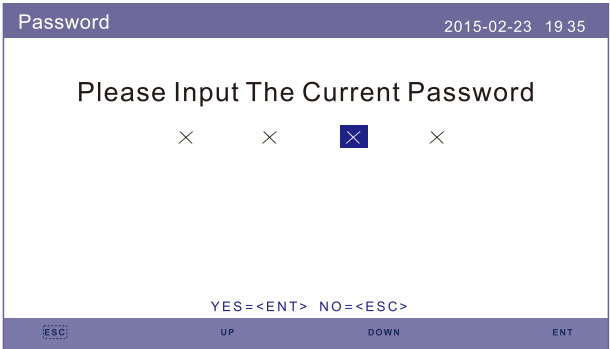 Password 2015-02-23 19 35
Please Input The Current Password
× × × ×
YES=<ENT> NO=<ESC>
ESC UP DOWN ENT